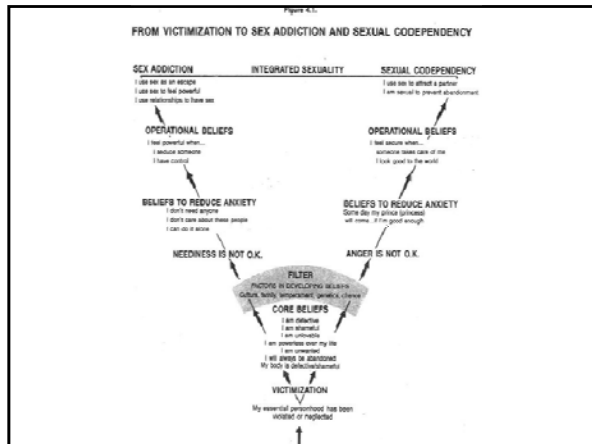 Figure 4.1.
FROM VICTIMIZATION TO SEX ADDICTION AND SEXUAL CODEPENDENCY
SEX ADDICTION
I use sex as an escape
I use sex to feel powerful
I use relationships to have sex
INTEGRATED SEXUALITY
SEXUAL CODEPENDENCY
I use sex to attract a partner
I am sexual to prevent abandonment
OPERATIONAL BELIEFS
I feel powerful when...
I seduce someone
I have control
OPERATIONAL BELIEFS
I feel secure when...
someone takes care of me
I look good to the world
BELIEFS TO REDUCE ANXIETY
I don't need anyone
I don't care about these people
I can do it alone
BELIEFS TO REDUCE ANXIETY
Some day my prince (princess)
will come...if I'm good enough
NEEDINESS IS NOT O.K.
ANGER IS NOT O.K.
FILTER
FACTORS IN DEVELOPING BELIEFS
Culture, family, temperament, genetics, chance
CORE BELIEFS
I am defective
I am shameful
I am unlovable
I am powerless over my life
I am unwanted
I will always be abandoned
My body is defective/shameful
VICTIMIZATION
My essential personhood has been
violated or neglected